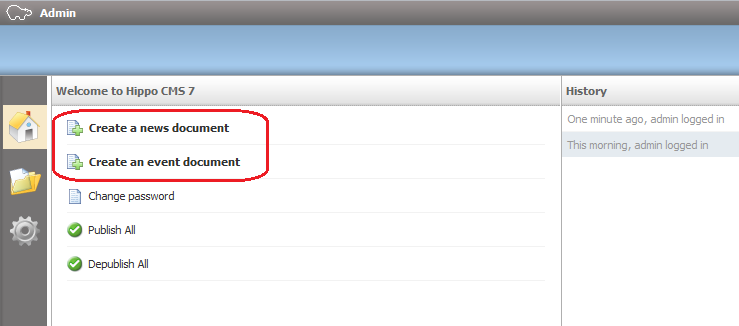 Admin
Welcome to Hippo CMS 7
Create a news document
Create an event document
Change password
Publish All
Depublish All
History
One minute ago, admin logged in
This morning, admin logged in